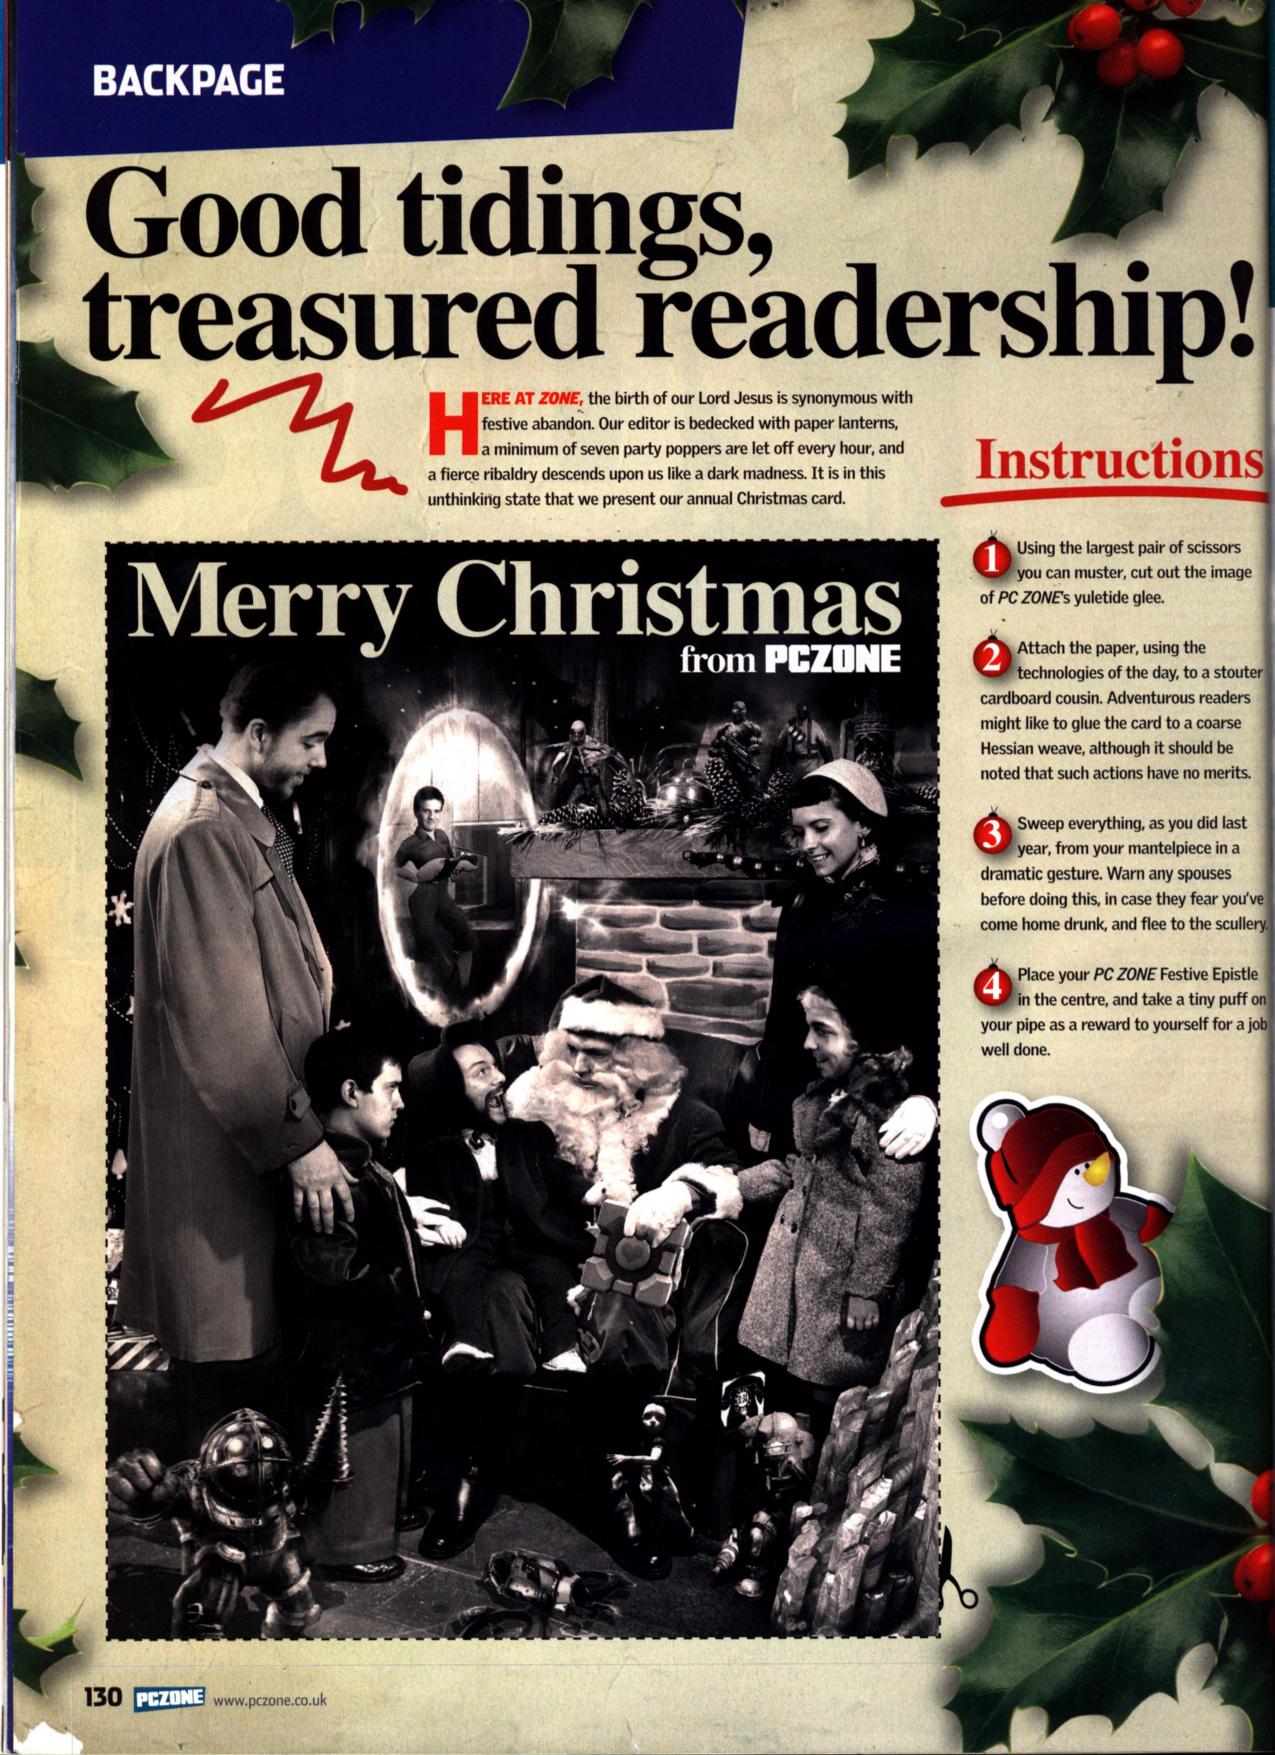 BACKPAGE
Good tidings,
treasured readership!
HERE AT ZONE, the birth of our Lord Jesus is synonymous with
festive abandon. Our editor is bedecked with paper lanterns,
a minimum of seven party poppers are let off every hour, and
a fierce ribaldry descends upon us like a dark madness. It is in this
unthinking state that we present our annual Christmas card.
Merry Christmas
from PCZONE
Instructions
1 Using the largest pair of scissors
you can muster, cut out the image
of PC ZONE's yuletide glee.
2 Attach the paper, using the
technologies of the day, to a stouter
cardboard cousin. Adventurous readers
might like to glue the card to a coarse
Hessian weave, although it should be
noted that such actions have no merits.
3 Sweep everything, as you did last
year, from your mantelpiece in a
dramatic gesture. Warn any spouses
before doing this, in case they fear you've
come home drunk, and flee to the scullery.
4 Place your PC ZONE Festive Epistle
in the centre, and take a tiny puff on
your pipe as a reward to yourself for a job
well done.
130 PCZONE www.pczone.co.uk